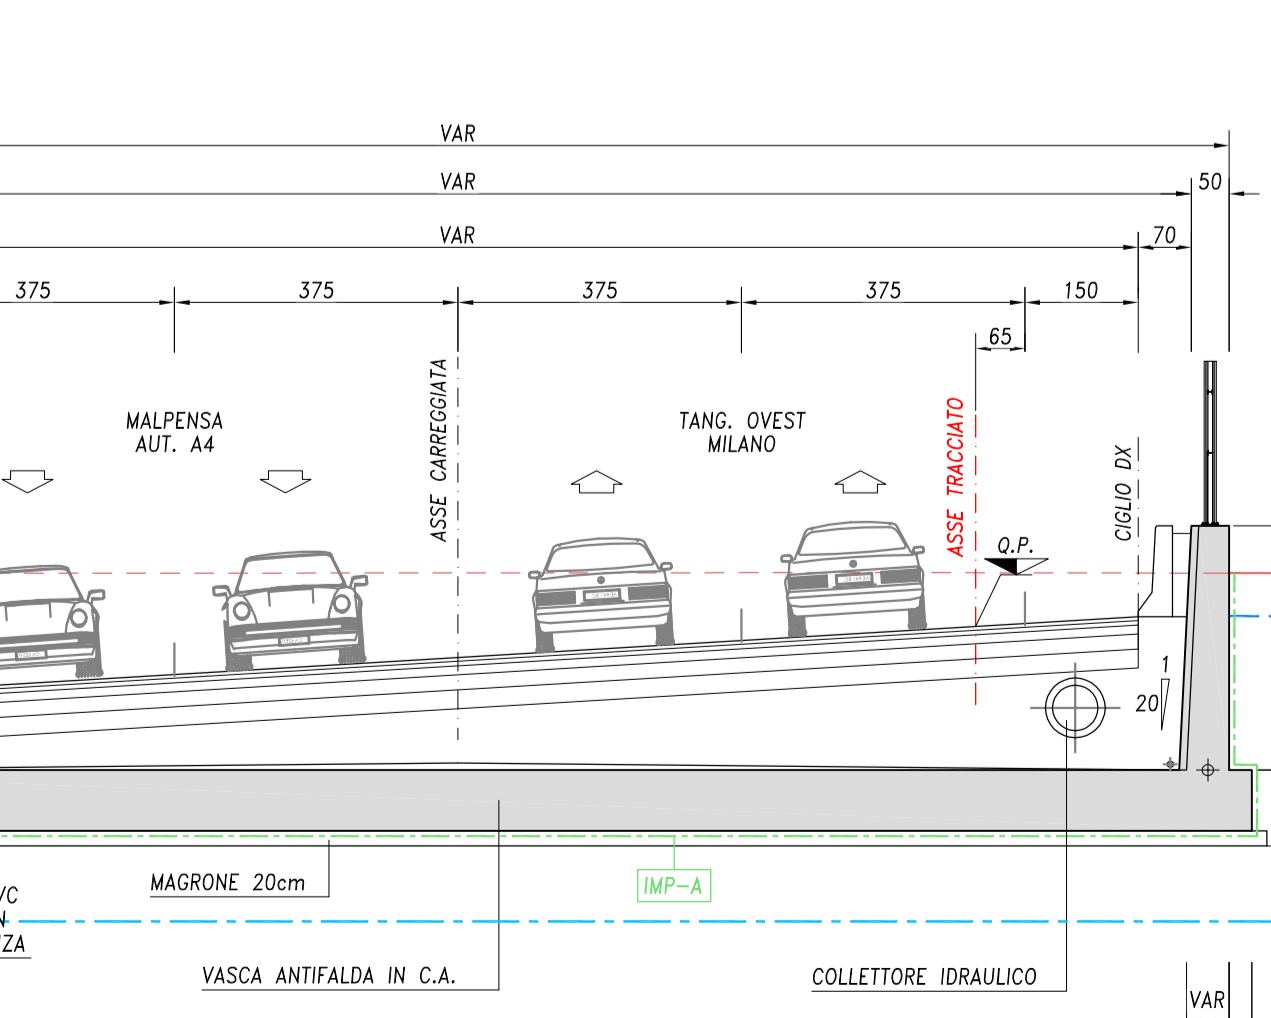 VAR
VAR
50
VAR
70
375
375
375
375
150
65
ASSE CARREGGIATA
ASSE TRACCIATO
CIGLIO DX
MALPENSA
AUT. A4
TANG. OVEST
MILANO
Q.P.
1
20
MAGRONE 20cm
IMP-A
/C
N
ZA
VASCA ANTIFALDA IN C.A.
COLLETTORE IDRAULICO
VAR